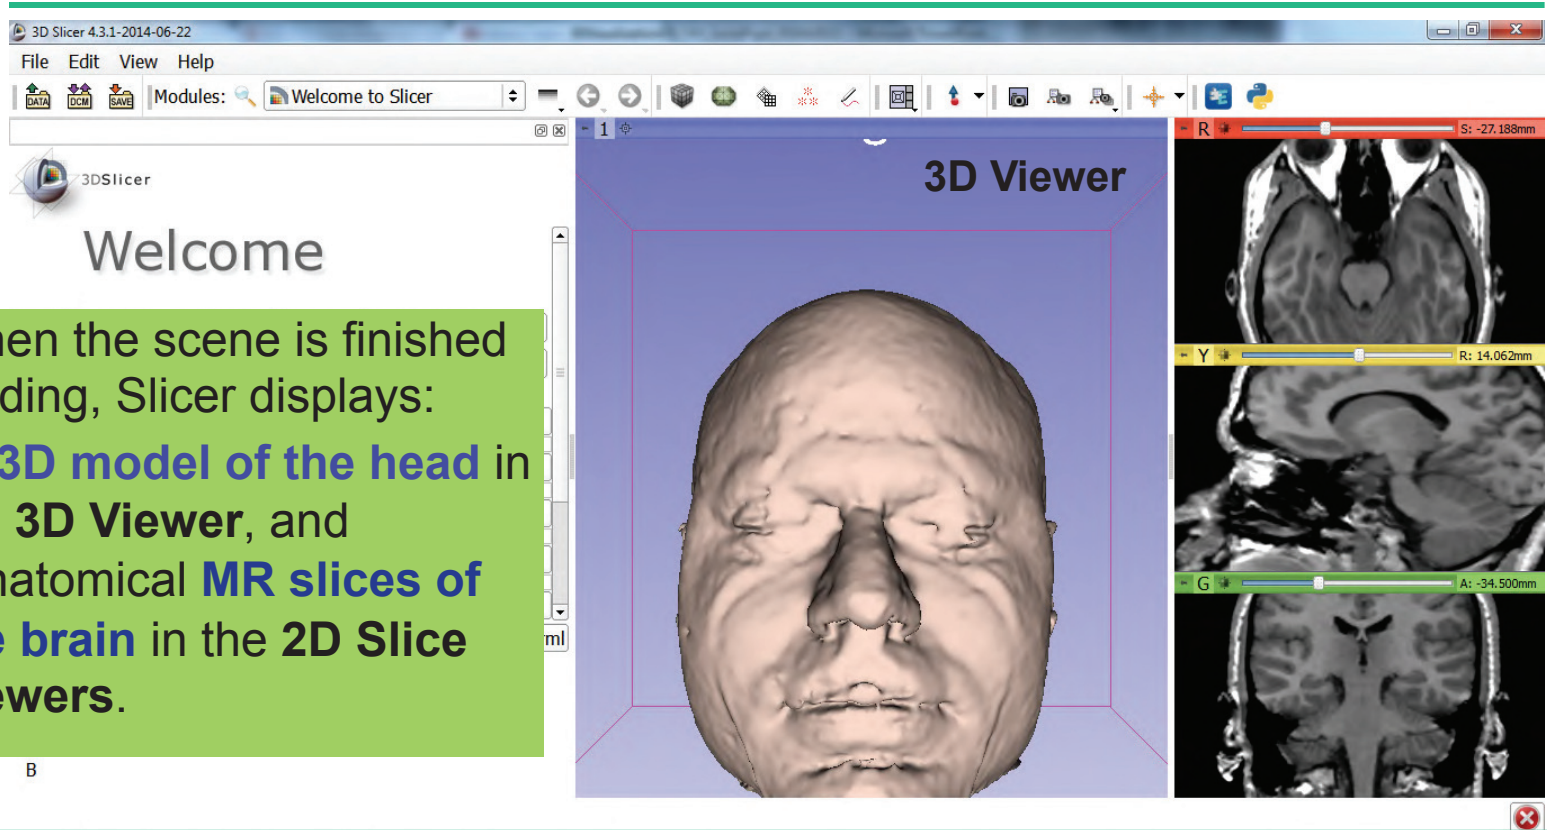 3D Slicer 4.3.1-2014-06-22
File Edit View Help
DATA DCM SAVE Modules: Welcome to Slicer
1
3D Viewer
R S: -27.188mm
3DSlicer
Welcome
hen the scene is finished
ding, Slicer displays:
3D model of the head in
3D Viewer, and
natomical MR slices of
e brain in the 2D Slice
ewers.
ml
B
Y R: 14.062mm
G A: -34.500mm